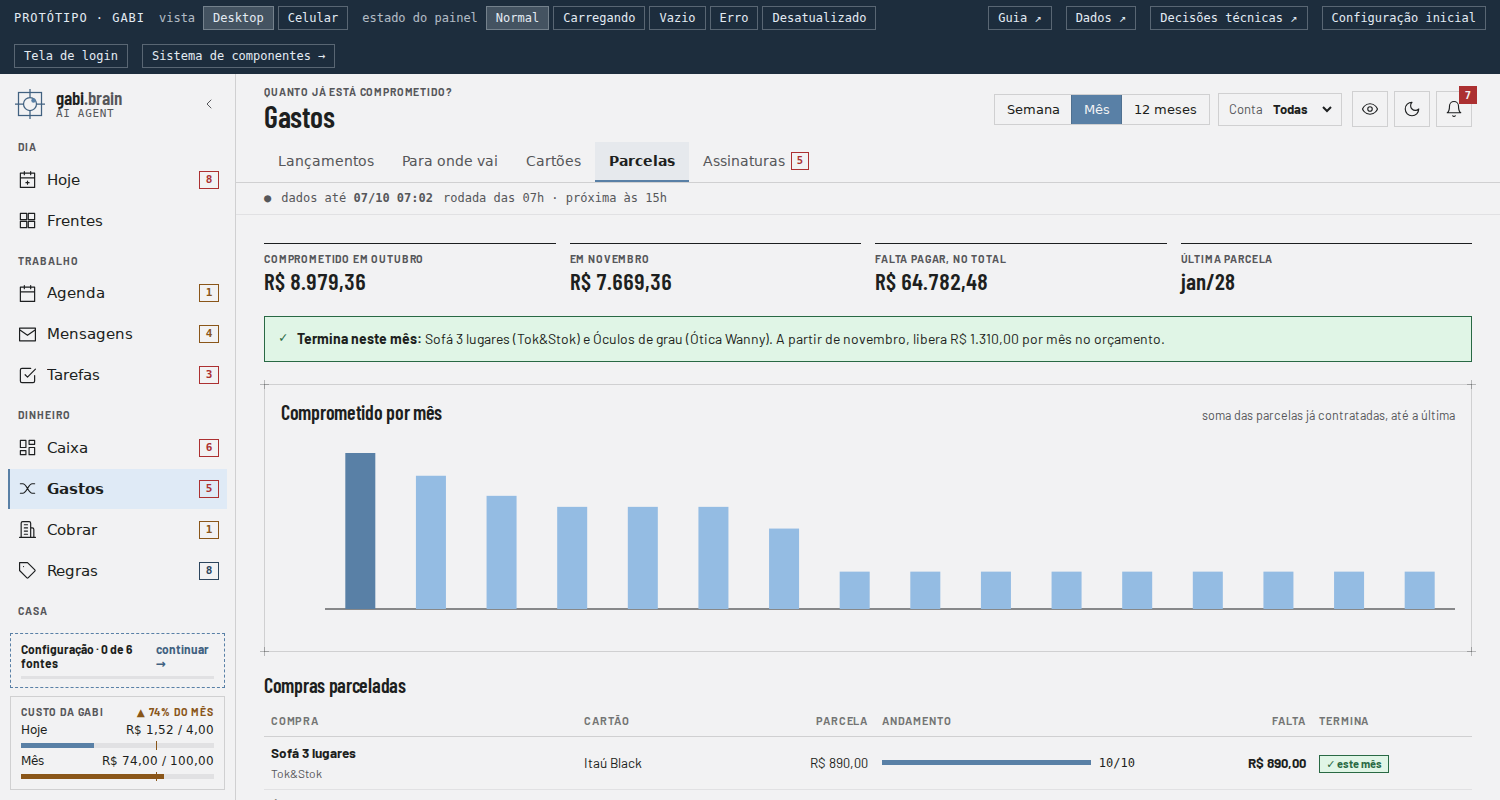 PROTÓTIPO · GABI vista Desktop Celular estado do painel Normal Carregando Vazio Erro Desatualizado Guia ↗ Dados ↗ Decisões técnicas ↗ Configuração inicial
Tela de login Sistema de componentes →
gabi.brain
AI AGENT
DIA
Hoje 8
Frentes
TRABALHO
Agenda 1
Mensagens 4
Tarefas 3
DINHEIRO
Caixa 6
Gastos 5
Cobrar 1
Regras 8
CASA
Configuração · 0 de 6 fontes continuar →
CUSTO DA GABI ▲ 74% DO MÊS
Hoje R$ 1,52 / 4,00
Mês R$ 74,00 / 100,00
QUANTO JÁ ESTÁ COMPROMETIDO?
Gastos
Semana Mês 12 meses Conta Todas 7
Lançamentos Para onde vai Cartões Parcelas Assinaturas 5
● dados até 07/10 07:02 rodada das 07h · próxima às 15h
COMPROMETIDO EM OUTUBRO
R$ 8.979,36
EM NOVEMBRO
R$ 7.669,36
FALTA PAGAR, NO TOTAL
R$ 64.782,48
ÚLTIMA PARCELA
jan/28
✓ Termina neste mês: Sofá 3 lugares (Tok&Stok) e Óculos de grau (Ótica Wanny). A partir de novembro, libera R$ 1.310,00 por mês no orçamento.
Comprometido por mês soma das parcelas já contratadas, até a última
Compras parceladas
COMPRA CARTÃO PARCELA ANDAMENTO FALTA TERMINA
Sofá 3 lugares
Tok&Stok
Itaú Black R$ 890,00 10/10 R$ 890,00 ✓ este mês